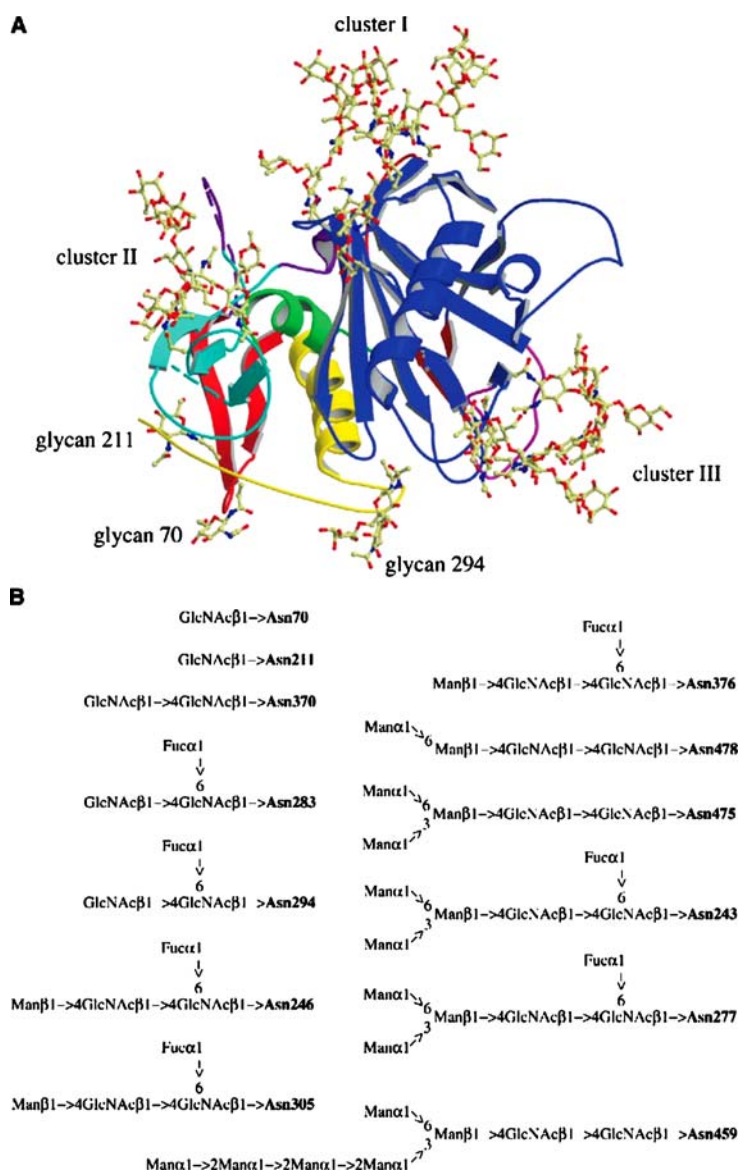 A
cluster I
cluster II
glycan 211
glycan 70
glycan 294
cluster III
B
GlcNAcβ1->Asn70
GlcNAcβ1->Asn211
GlcNAcβ1->4GlcNAcβ1->Asn370
Fucα1
6
GlcNAcβ1->4GlcNAcβ1->Asn283
Fucα1
6
GlcNAcβ1 >4GlcNAcβ1 >Asn294
Fucα1
6
Manβ1->4GlcNAcβ1->4GlcNAcβ1->Asn246
Fucα1
6
Manβ1->4GlcNAcβ1->4GlcNAcβ1->Asn305
Fucα1
6
Manβ1->4GlcNAcβ1->4GlcNAcβ1->Asn376
Manα1
6
Manβ1->4GlcNAcβ1->4GlcNAcβ1->Asn478
Manα1
6
Manβ1->4GlcNAcβ1->4GlcNAcβ1->Asn475
3
Manα1
Fucα1
6
Manα1
6
Manβ1->4GlcNAcβ1->4GlcNAcβ1->Asn243
3
Manα1
Fucα1
6
Manα1
6
Manβ1->4GlcNAcβ1->4GlcNAcβ1->Asn277
3
Manα1
Manα1
6
Manβ1 >4GlcNAcβ1 >4GlcNAcβ1 >Asn459
3
Manα1->2Manα1->2Manα1->2Manα1